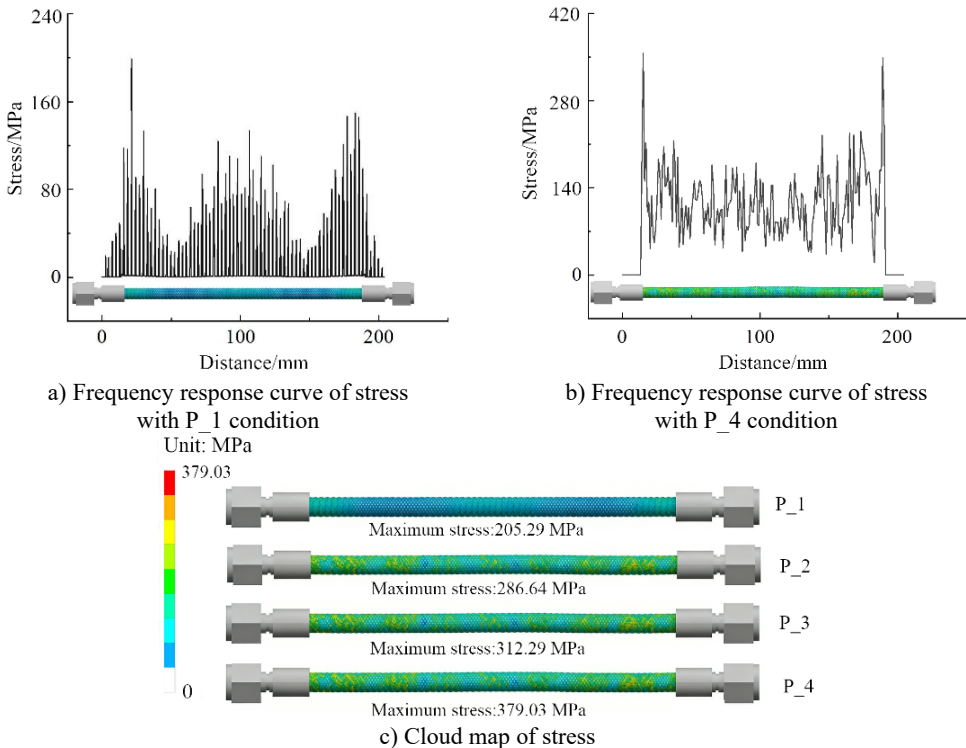 240
160
80
0
Stress/MPa
0 100 200
Distance/mm
a) Frequency response curve of stress
with P_1 condition
420
280
140
0
Stress/MPa
0 100 200
Distance/mm
b) Frequency response curve of stress
with P_4 condition
Unit: MPa
379.03
0
P_1
Maximum stress:205.29 MPa
P_2
Maximum stress:286.64 MPa
P_3
Maximum stress:312.29 MPa
P_4
Maximum stress:379.03 MPa
c) Cloud map of stress